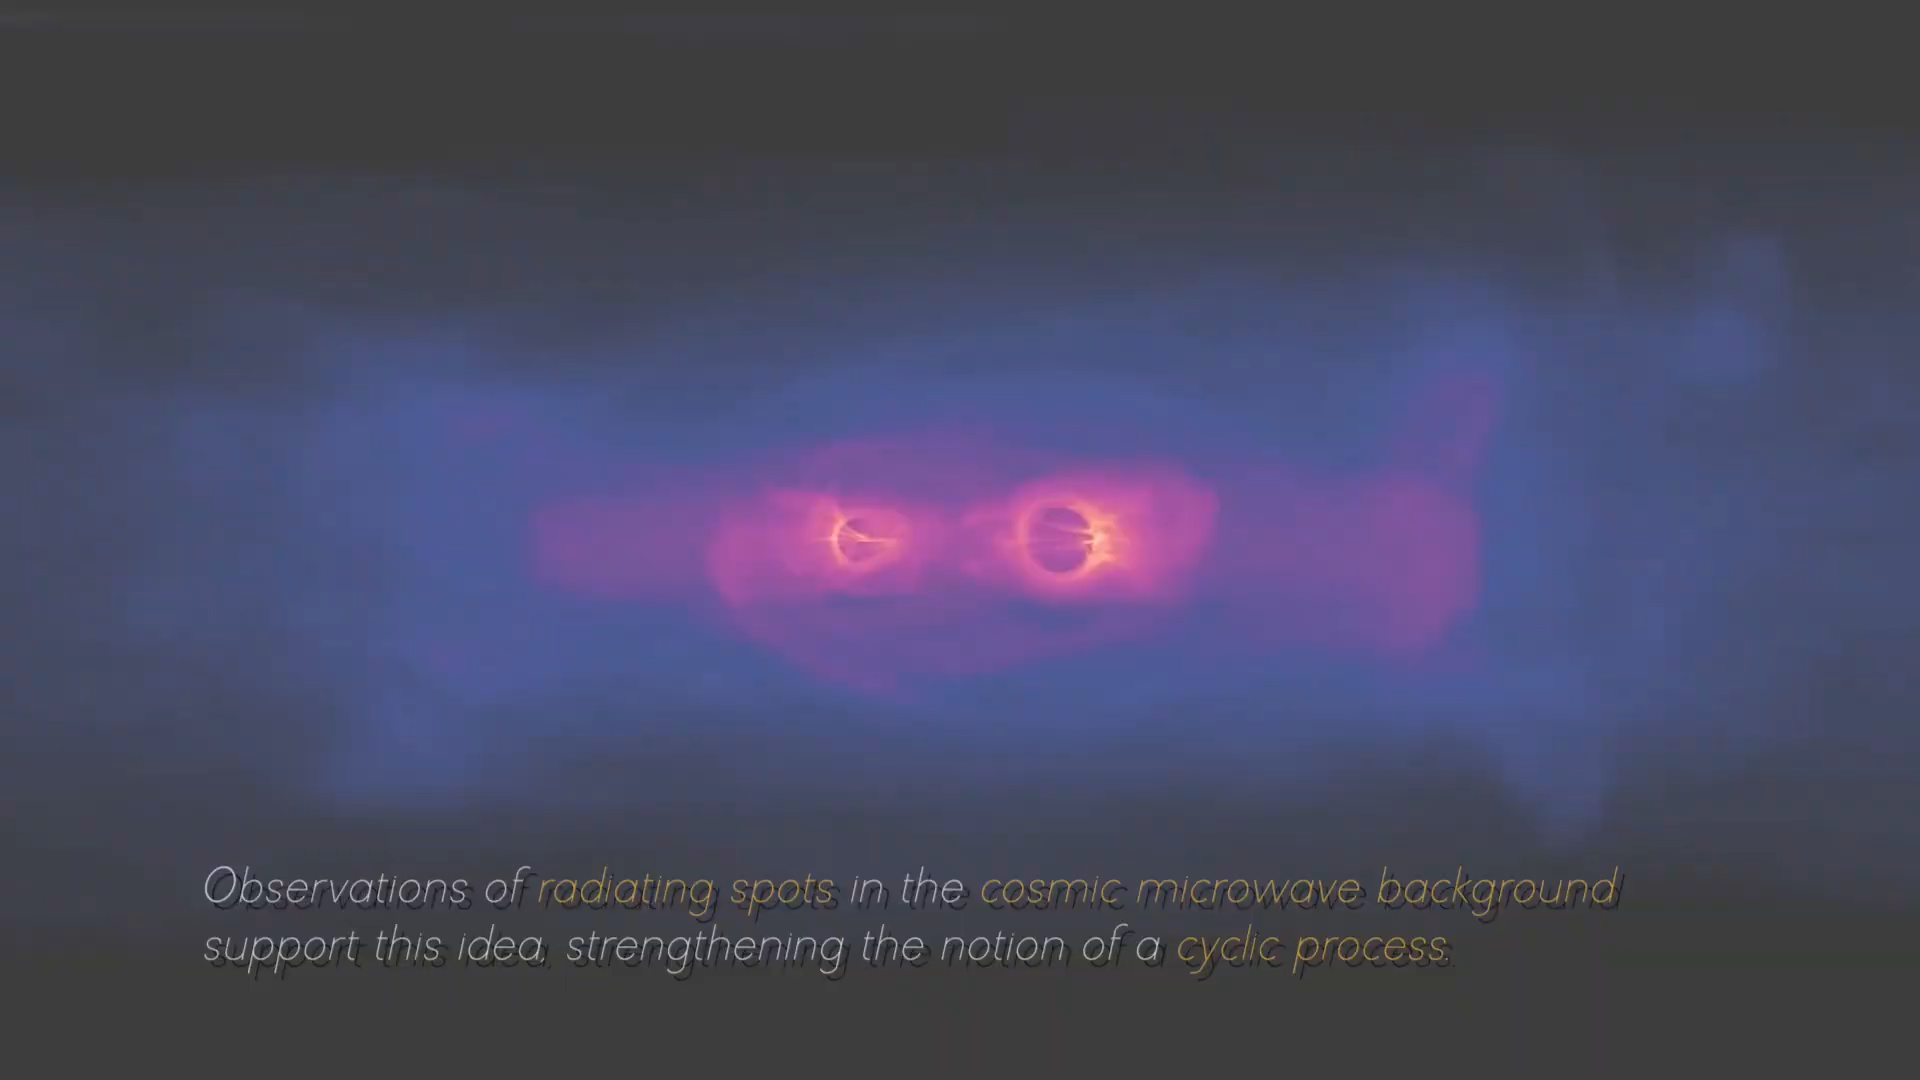 Observations of radiating spots in the cosmic microwave background
support this idea, strengthening the notion of a cyclic process.